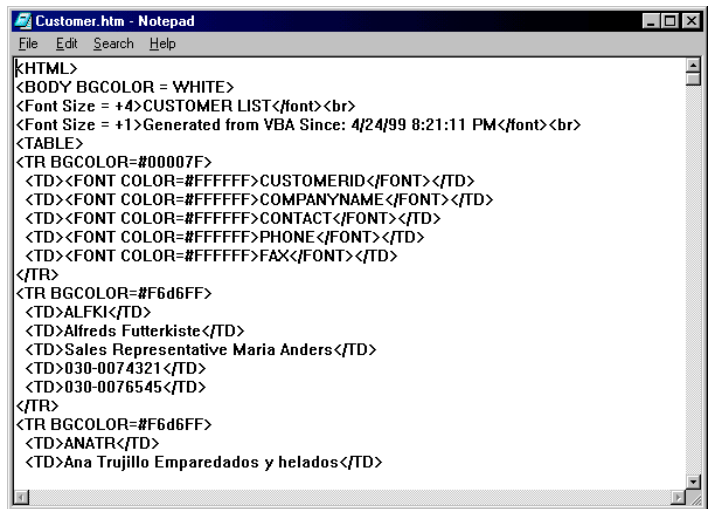 Customer.htm - Notepad
File Edit Search Help
<HTML>
<BODY BGCOLOR = WHITE>
<Font Size = +4>CUSTOMER LIST</font><br>
<Font Size = +1>Generated from VBA Since: 4/24/99 8:21:11 PM</font><br>
<TABLE>
<TR BGCOLOR=#00007F>
<TD><FONT COLOR=#FFFFFF>CUSTOMERID</FONT></TD>
<TD><FONT COLOR=#FFFFFF>COMPANYNAME</FONT></TD>
<TD><FONT COLOR=#FFFFFF>CONTACT</FONT></TD>
<TD><FONT COLOR=#FFFFFF>PHONE</FONT></TD>
<TD><FONT COLOR=#FFFFFF>FAX</FONT></TD>
</TR>
<TR BGCOLOR=#F6d6FF>
<TD>ALFKI</TD>
<TD>Alfreds Futterkiste</TD>
<TD>Sales Representative Maria Anders</TD>
<TD>030-0074321</TD>
<TD>030-0076545</TD>
</TR>
<TR BGCOLOR=#F6d6FF>
<TD>ANATR</TD>
<TD>Ana Trujillo Emparedados y helados</TD>